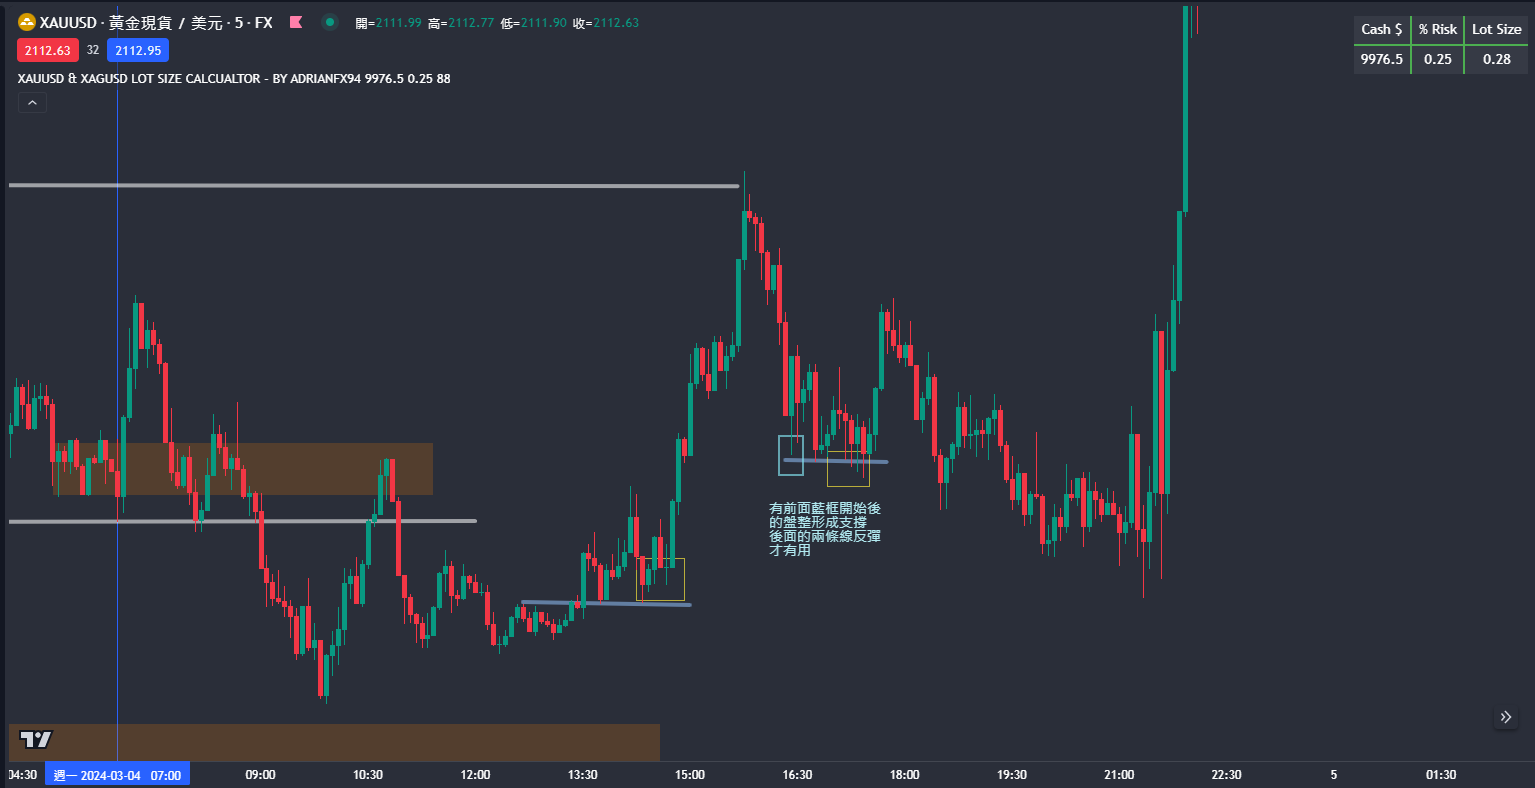 XAUUSD · 黃金現貨 / 美元 · 5 · FX 開=2111.99 高=2112.77 低=2111.90 收=2112.63
2112.63 32 2112.95
XAUUSD & XAGUSD LOT SIZE CALCUALTOR - BY ADRIANFX94 9976.5 0.25 88
Cash $ % Risk Lot Size
9976.5 0.25 0.28
有前面藍框開始後
的盤整形成支撐
後面的兩條線反彈
才有用
04:30 週一 2024-03-04 07:00 09:00 10:30 12:00 13:30 15:00 16:30 18:00 19:30 21:00 22:30 5 01:30